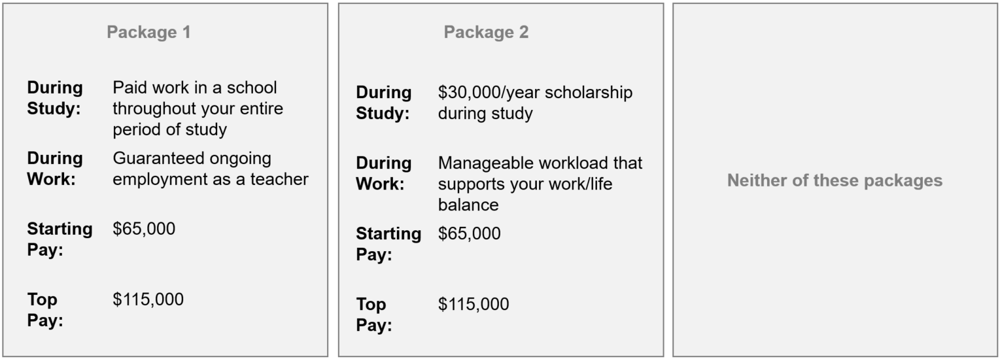 Package 1
During Study: Paid work in a school
throughout your entire
period of study
During Work: Guaranteed ongoing
employment as a teacher
Starting Pay: $65,000
Top Pay: $115,000
Package 2
During Study: $30,000/year scholarship
during study
During Work: Manageable workload that
supports your work/life
balance
Starting Pay: $65,000
Top Pay: $115,000
Neither of these packages